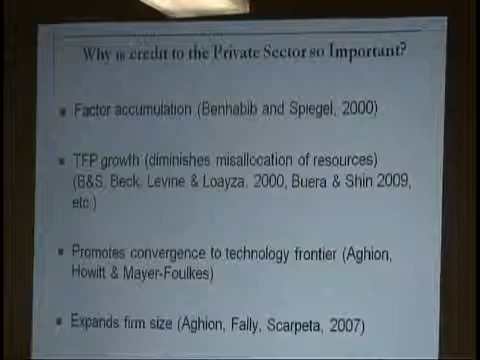 Why is credit to the Private Sector so Important?
Factor accumulation (Benhabib and Spiegel, 2000)
TFP growth (diminishes misallocation of resources)
(B&S, Beck, Levine & Loayza, 2000, Buera & Shin 2009,
etc.)
Promotes convergence to technology frontier (Aghion,
Howitt & Mayer-Foulkes)
Expands firm size (Aghion, Fally, Scarpeta, 2007)